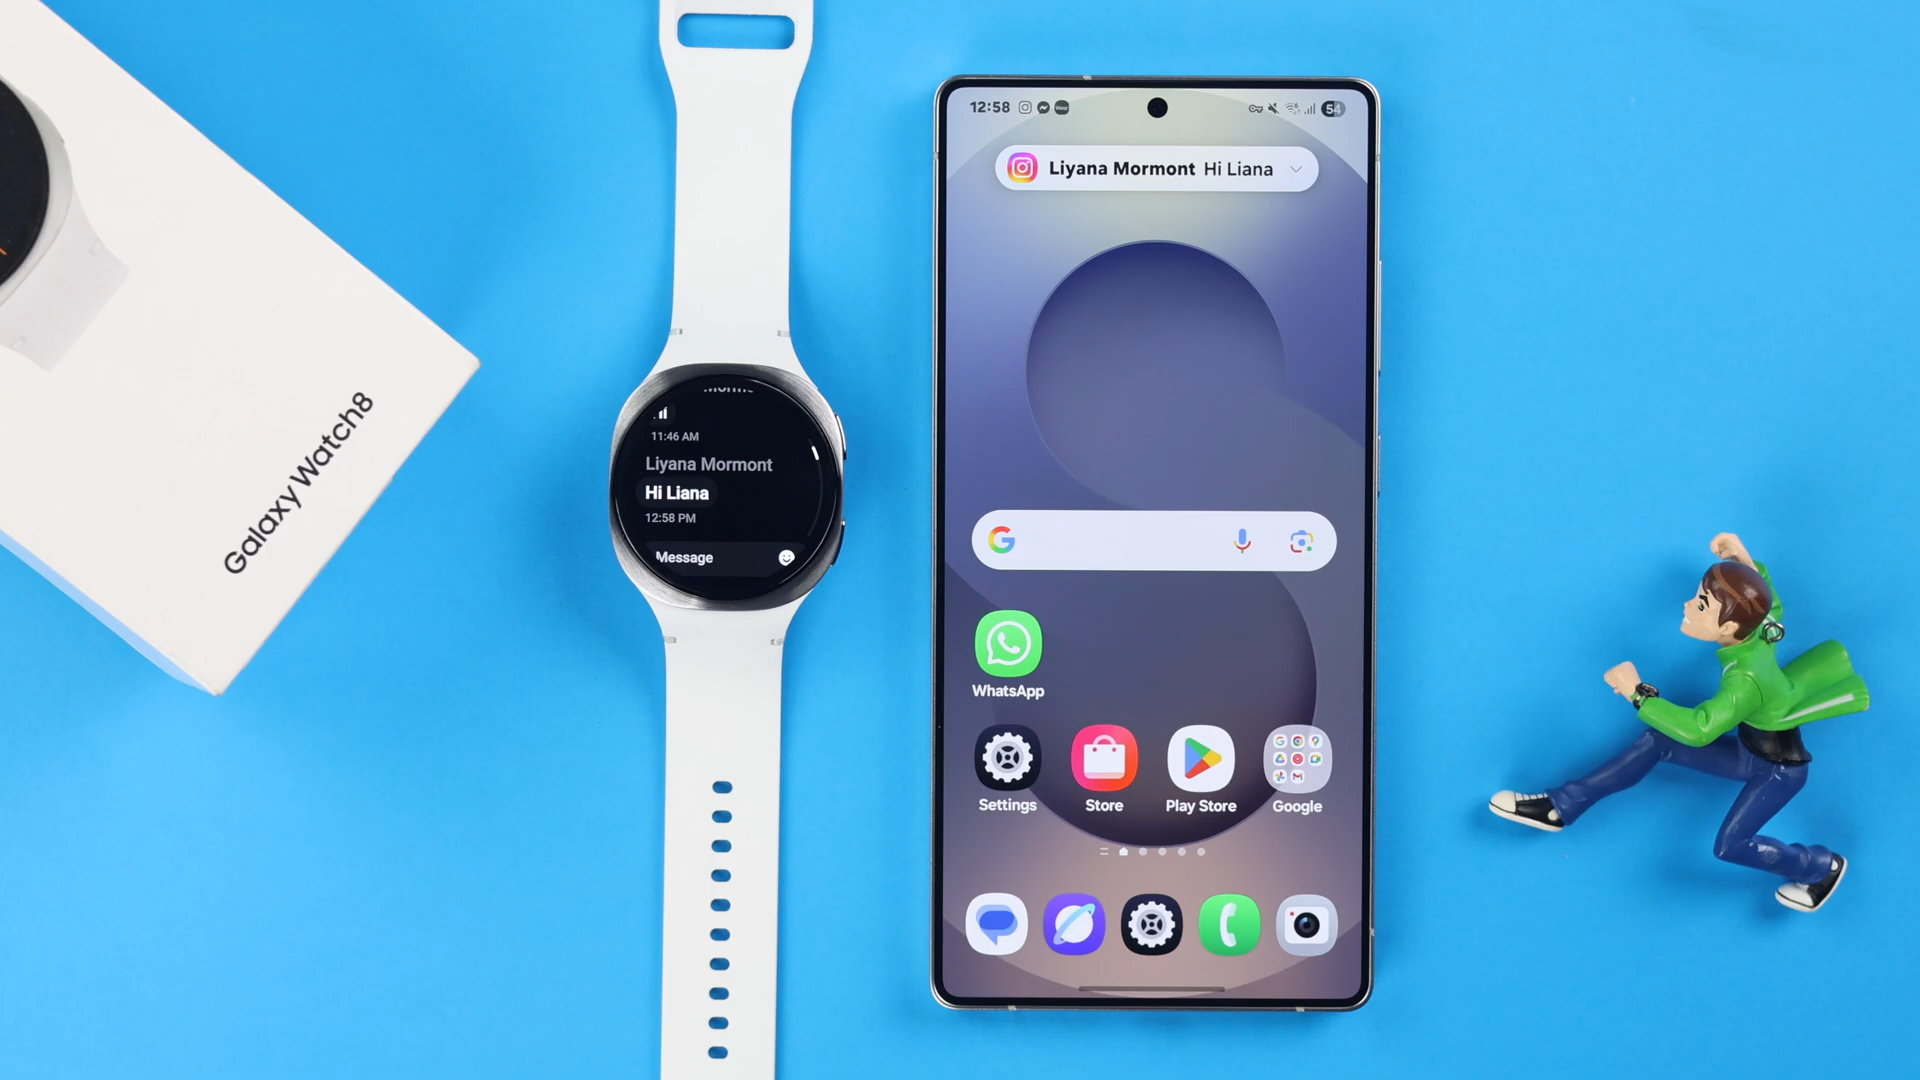 Galaxy Watch8
11:46 AM
Liyana Mormont
Hi Liana
12:58 PM
Message
12:58
54
Liyana Mormont Hi Liana
WhatsApp
Settings
Store
Play Store
Google